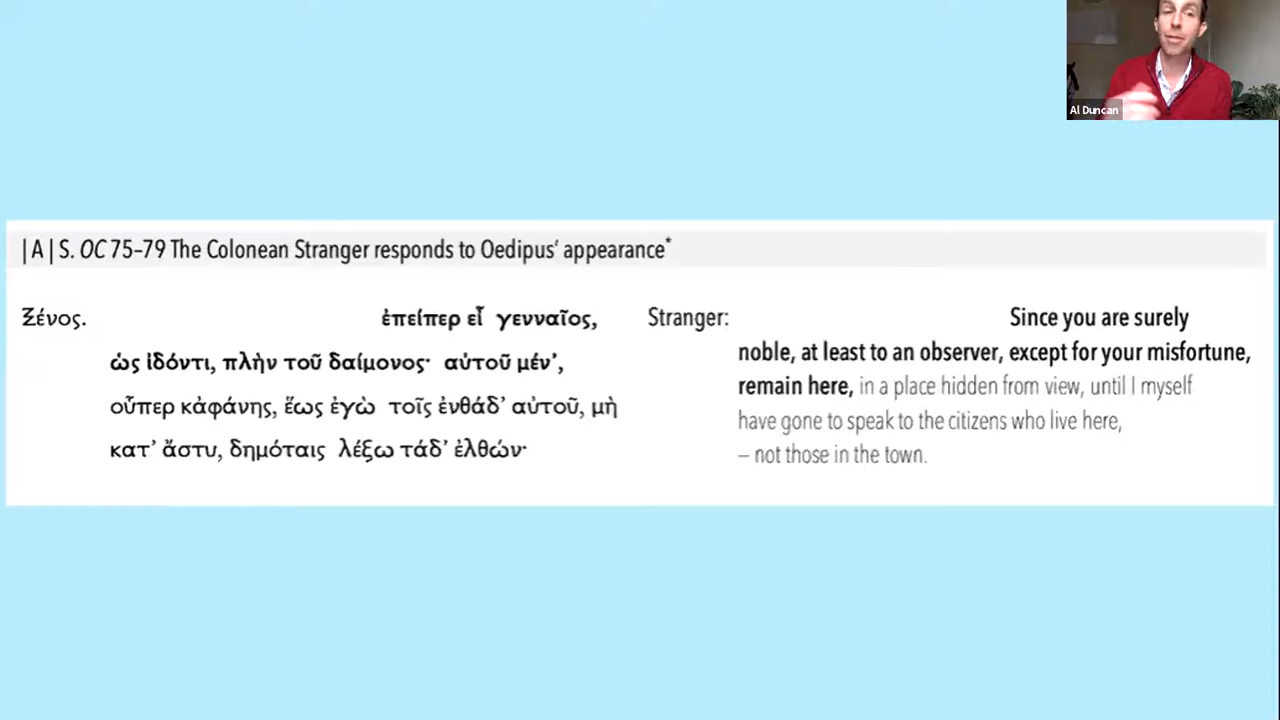 Al Duncan
| A | S. OC 75–79 The Colonean Stranger responds to Oedipus‘ appearance*
Ξένος. ἐπείπερ εἶ γενναῖος,
ὡς ἰδόντι, πλὴν τοῦ δαίμονος· αὐτοῦ μέν’,
οὗπερ κἀφάνης, ἕως ἐγὼ τοῖς ἐνθάδ’ αὐτοῦ, μὴ
κατ’ ἄστυ, δημόταις λέξω τάδ’ ἐλθών·
Stranger: Since you are surely
noble, at least to an observer, except for your misfortune,
remain here, in a place hidden from view, until I myself
have gone to speak to the citizens who live here,
– not those in the town.